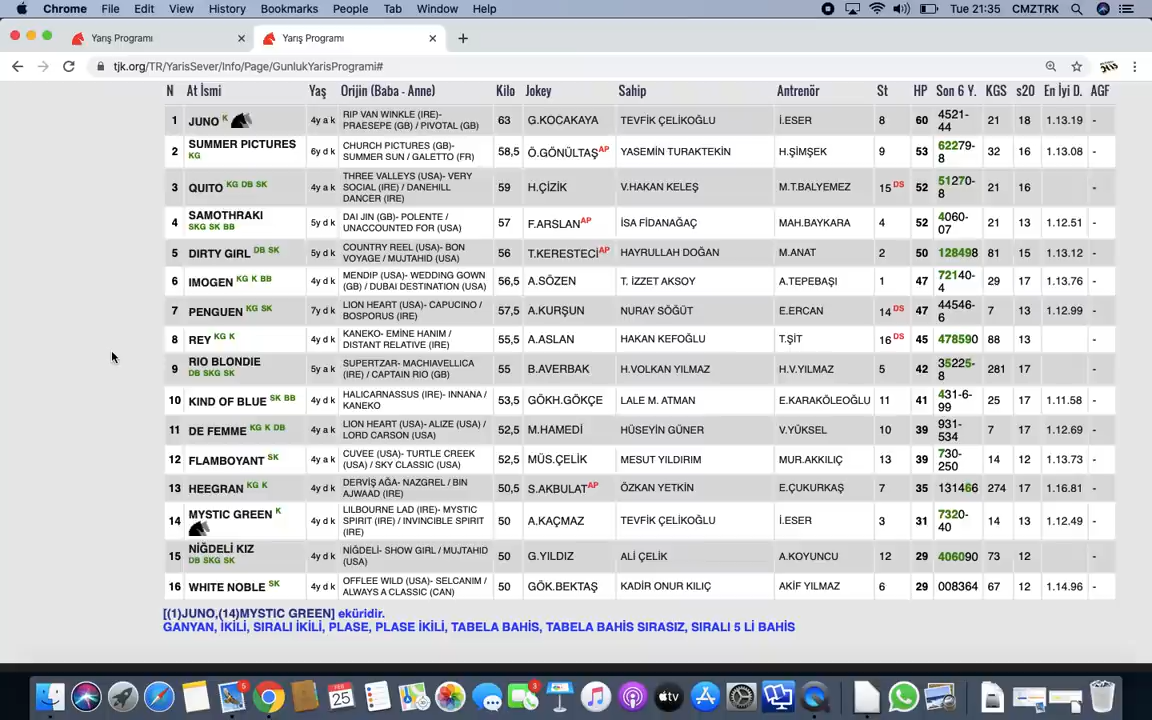 Chrome File Edit View History Bookmarks People Tab Window Help Tue 21:35 CMZTRK
Yarış Programı Yarış Programı
tjk.org/TR/YarisSever/Info/Page/GunlukYarisProgrami#
N At İsmi Yaş Orijin (Baba - Anne) Kilo Jokey Sahip Antrenör St HP Son 6 Y. KGS s20 En İyi D. AGF
1 JUNO K 4y a k RIP VAN WINKLE (IRE)- PRAESEPE (GB) / PIVOTAL (GB) 63 G.KOCAKAYA TEVFİK ÇELİKOĞLU İ.ESER 8 60 4521-44 21 18 1.13.19 -
2 SUMMER PICTURES KG 6y d k CHURCH PICTURES (GB)- SUMMER SUN / GALETTO (FR) 58,5 Ö.GÖNÜLTAŞ AP YASEMIN TURAKTEKIN H.ŞİMŞEK 9 53 62279-8 32 16 1.13.08 -
3 QUITO KG DB SK 4y a k THREE VALLEYS (USA)- VERY SOCIAL (IRE) / DANEHILL DANCER (IRE) 59 H.ÇİZİK V.HAKAN KELEŞ M.T.BALYEMEZ 15 DS 52 51270-8 21 16 -
4 SAMOTHRAKI SKG SK BB 5y d k DAI JIN (GB)- POLENTE / UNACCOUNTED FOR (USA) 57 F.ARSLAN AP İSA FİDANAĞAÇ MAH.BAYKARA 4 52 4060-07 21 13 1.12.51 -
5 DIRTY GIRL DB SK 5y d k COUNTRY REEL (USA)- BON VOYAGE / MUJTAHID (USA) 56 T.KERESTECİ AP HAYRULLAH DOĞAN M.ANAT 2 50 128498 81 15 1.13.12 -
6 IMOGEN KG K BB 4y d k MENDIP (USA)- WEDDING GOWN (GB) / DUBAI DESTINATION (USA) 56,5 A.SÖZEN T. İZZET AKSOY A.TEPEBAŞI 1 47 72140-4 29 17 1.13.76 -
7 PENGUEN KG SK 7y d k LION HEART (USA)- CAPUCINO / BOSPORUS (IRE) 57,5 A.KURŞUN NURAY SÖĞÜT E.ERCAN 14 DS 47 44546-6 7 13 1.12.99 -
8 REY KG K 4y d k KANEKO- EMİNE HANIM / DISTANT RELATIVE (IRE) 55,5 A.ASLAN HAKAN KEFOĞLU T.ŞİT 16 DS 45 478590 88 13 -
9 RIO BLONDIE DB SKG SK 5y a k SUPERTZAR- MACHIAVELLICA (IRE) / CAPTAIN RIO (GB) 55 B.AVERBAK H.VOLKAN YILMAZ H.V.YILMAZ 5 42 35225-8 281 17 -
10 KIND OF BLUE SK BB 4y d k HALICARNASSUS (IRE)- INNANA / KANEKO 53,5 GÖKH.GÖKÇE LALE M. ATMAN E.KARAKÖLEOĞLU 11 41 431-6-99 25 17 1.11.58 -
11 DE FEMME KG K DB 4y a k LION HEART (USA)- ALIZE (USA) / LORD CARSON (USA) 52,5 M.HAMEDİ HÜSEYİN GÜNER V.YÜKSEL 10 39 931-534 7 17 1.12.69 -
12 FLAMBOYANT SK 4y a k CUVEE (USA)- TURTLE CREEK (USA) / SKY CLASSIC (USA) 52,5 MÜS.ÇELİK MESUT YILDIRIM MUR.AKKILIÇ 13 39 730-250 14 12 1.13.73 -
13 HEEGRAN KG K 4y d k DERVİŞ AĞA- NAZGREL / BIN AJWAAD (IRE) 50,5 S.AKBULAT AP ÖZKAN YETKİN E.ÇUKURKAŞ 7 35 131466 274 17 1.16.81 -
14 MYSTIC GREEN K 4y d k LILBOURNE LAD (IRE)- MYSTIC SPIRIT (IRE) / INVINCIBLE SPIRIT (IRE) 50 A.KAÇMAZ TEVFİK ÇELİKOĞLU İ.ESER 3 31 7320-40 14 13 1.12.49 -
15 NİĞDELİ KIZ DB SKG SK 4y d k NİĞDELİ- SHOW GIRL / MUJTAHID (USA) 50 G.YILDIZ ALİ ÇELİK A.KOYUNCU 12 29 406090 73 12 -
16 WHITE NOBLE SK 4y d k OFFLEE WILD (USA)- SELCANIM / ALWAYS A CLASSIC (CAN) 50 GÖK.BEKTAŞ KADİR ONUR KILIÇ AKİF YILMAZ 6 29 008364 67 12 1.14.96 -
[(1)JUNO,(14)MYSTIC GREEN] eküridir.
GANYAN, İKİLİ, SIRALI İKİLİ, PLASE, PLASE İKİLİ, TABELA BAHİS, TABELA BAHİS SIRASIZ, SIRALI 5 Lİ BAHİS
5 FEB 25 3